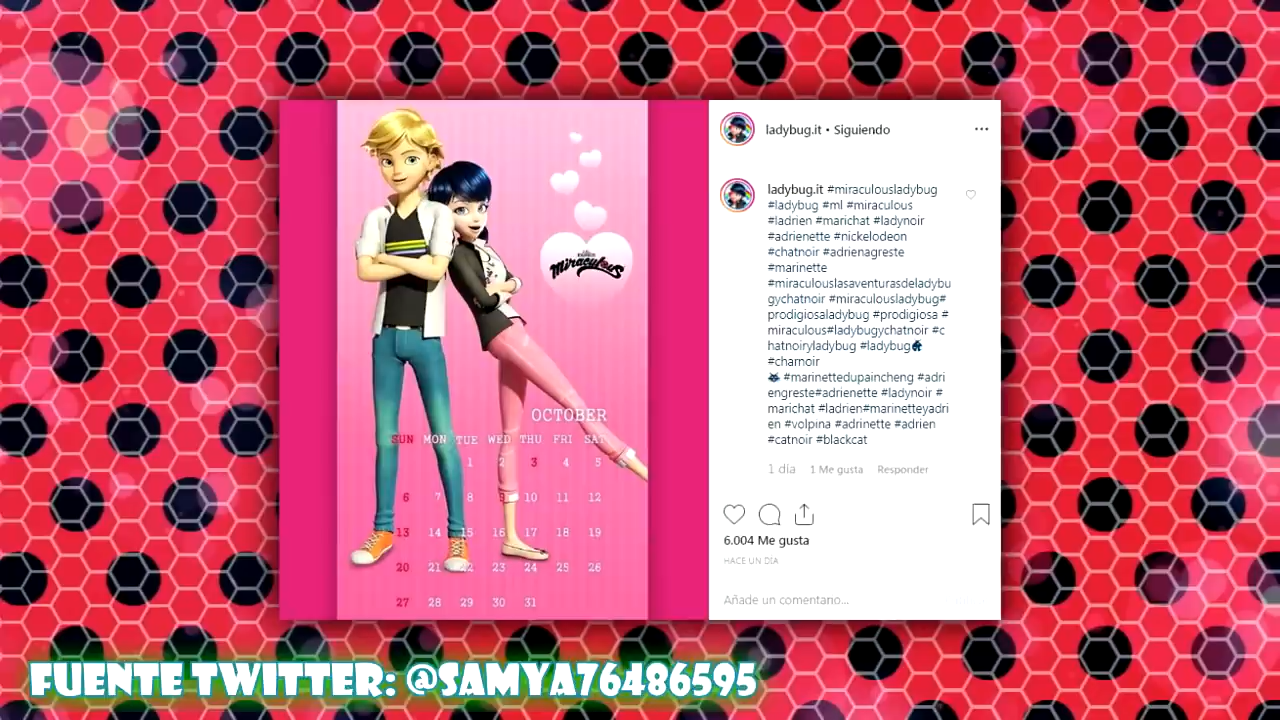 Miraculous
OCTOBER
SUN MON TUE WED THU FRI SAT
1 2 3 4 5
6 7 8 9 10 11 12
13 14 15 16 17 18 19
20 21 22 23 24 25 26
27 28 29 30 31
ladybug.it • Siguiendo
ladybug.it #miraculousladybug
#ladybug #ml #miraculous
#ladrien #marichat #ladynoir
#adrienette #nickelodeon
#chatnoir #adrienagreste
#marinette
#miraculouslasaventurasdeladybu
gychatnoir #miraculousladybug#
prodigiosaladybug #prodigiosa #
miraculous#ladybugychatnoir #c
hatnoiryladybug #ladybug
#charnoir
#marinettedupaincheng #adri
engreste#adrienette #ladynoir #
marichat #ladrien#marinetteyadri
en #volpina #adrinette #adrien
#catnoir #blackcat
1 día 1 Me gusta Responder
6.004 Me gusta
HACE UN DÍA
Añade un comentario...
FUENTE TWITTER: @SAMYA76486595